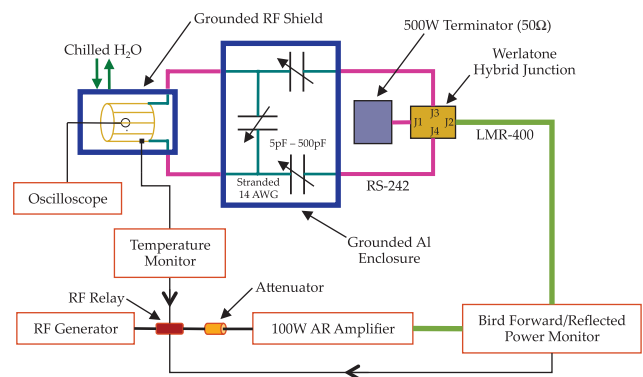 Grounded RF Shield
500W Terminator (50Ω)
Chilled H₂O
Werlatone
Hybrid Junction
J3
J1
J2
J4
LMR-400
5pF – 500pF
Stranded
14 AWG
RS-242
Oscilloscope
Grounded Al
Enclosure
Temperature
Monitor
RF Relay
Attenuator
RF Generator
100W AR Amplifier
Bird Forward/Reflected
Power Monitor